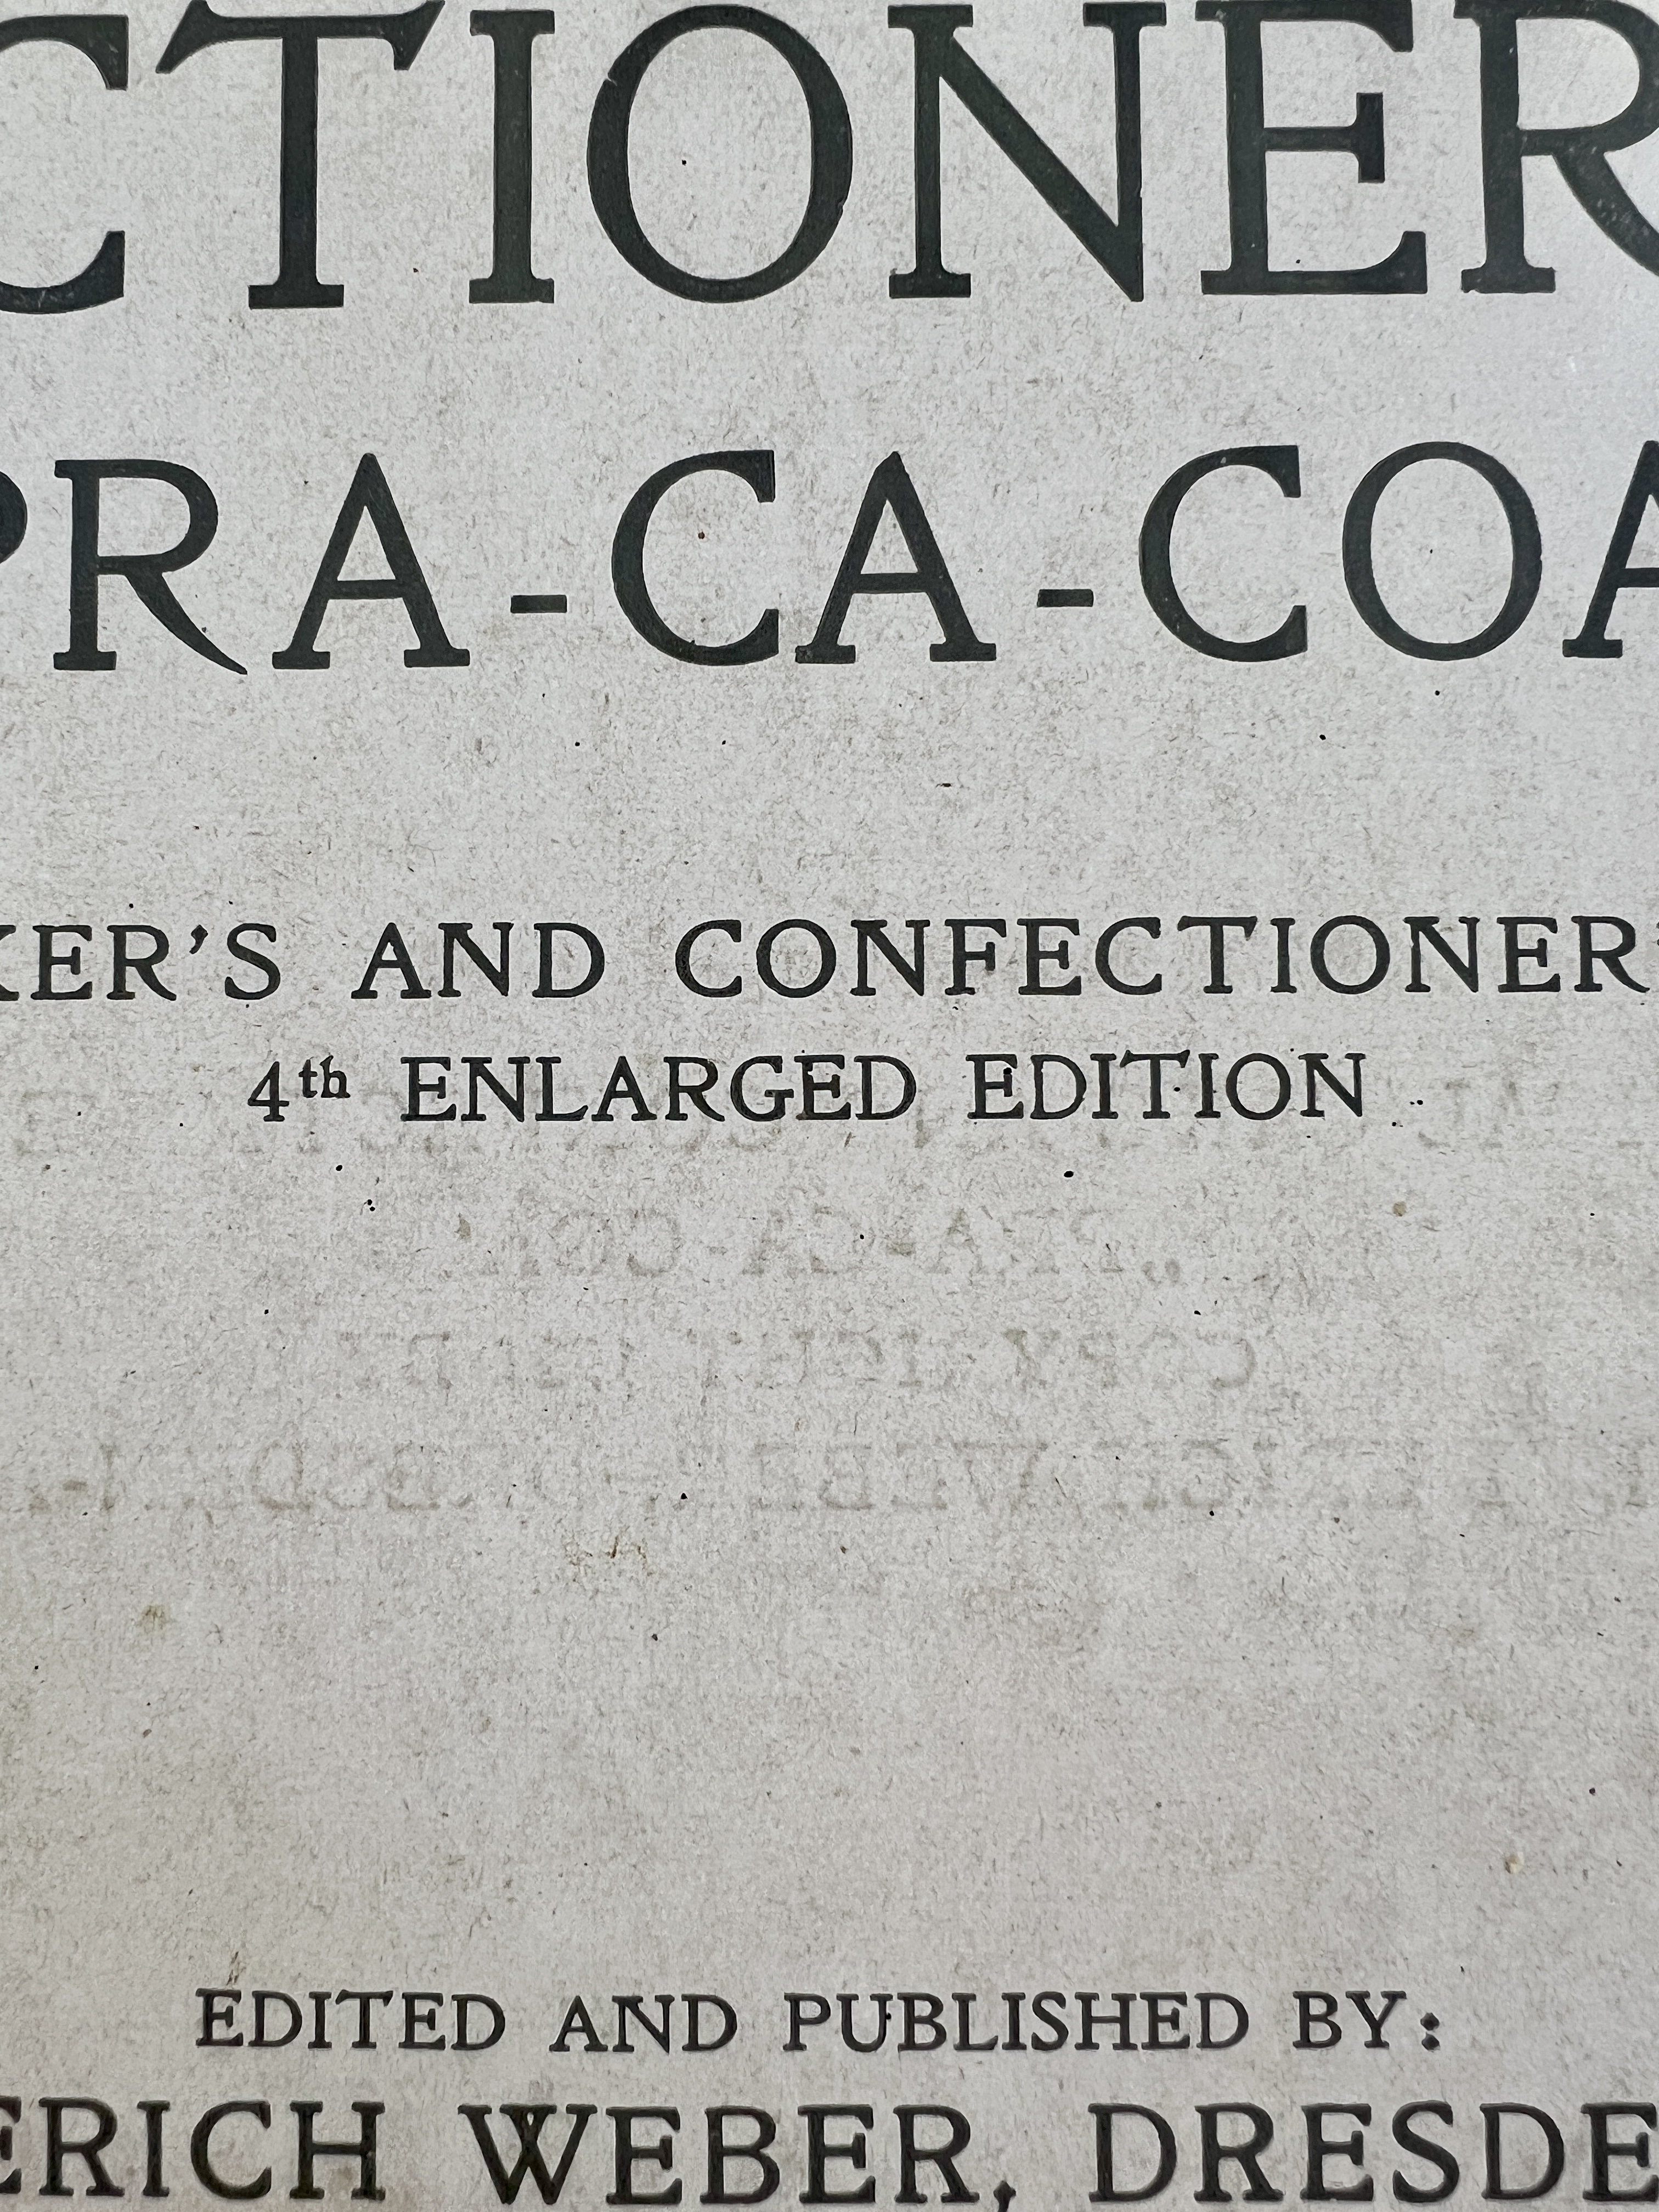 CTIONER
PRA-CA-COA
KER'S AND CONFECTIONER'
4th ENLARGED EDITION
EDITED AND PUBLISHED BY:
ERICH WEBER, DRESDE